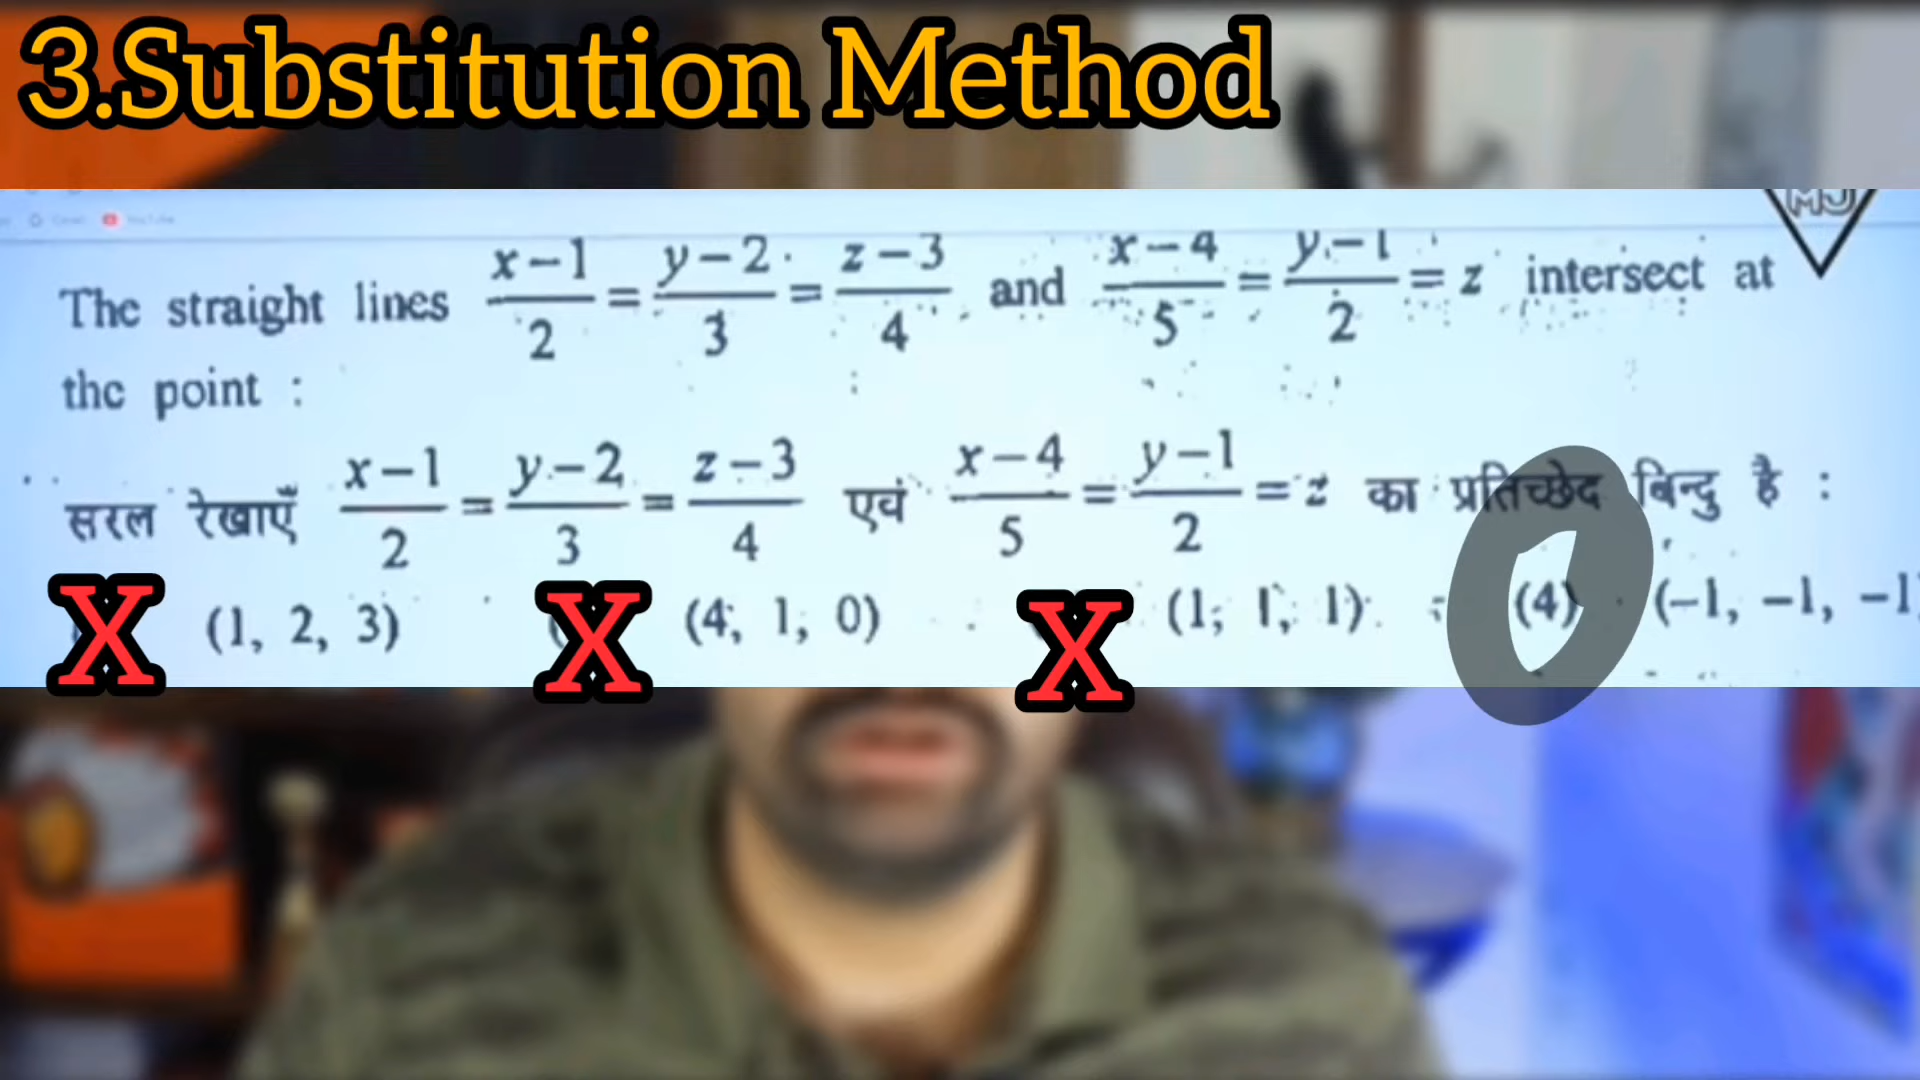 3.Substitution Method
MJ
The straight lines (x-1)/2 = (y-2)/3 = (z-3)/4 and (x-4)/5 = (y-1)/2 = z intersect at
the point :
सरल रेखाएँ (x-1)/2 = (y-2)/3 = (z-3)/4 एवं (x-4)/5 = (y-1)/2 = z का प्रतिच्छेद बिन्दु है :
X (1, 2, 3) X (4, 1, 0) X (1, 1, 1) (4) (-1, -1, -1